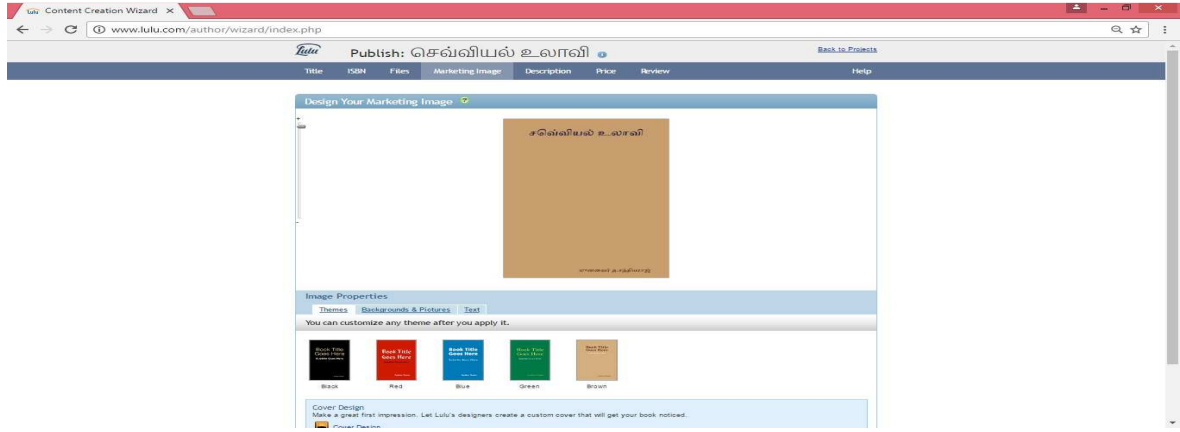 Content Creation Wizard
www.lulu.com/author/wizard/index.php
Lulu
Publish: செவ்வியல் உலாவி
Back to Projects
Title ISBN Files Marketing Image Description Price Review Help
Design Your Marketing Image
சவ்ெவியல் உலாவி
Image Properties
Themes Backgrounds & Pictures Text
You can customize any theme after you apply it.
Book Title Goes Here
Book Title Goes Here
Book Title Goes Here
Book Title Goes Here
Book Title Goes Here
Black Red Blue Green Brown
Cover Design
Make a great first impression. Let Lulu's designers create a custom cover that will get your book noticed.
Cover Design